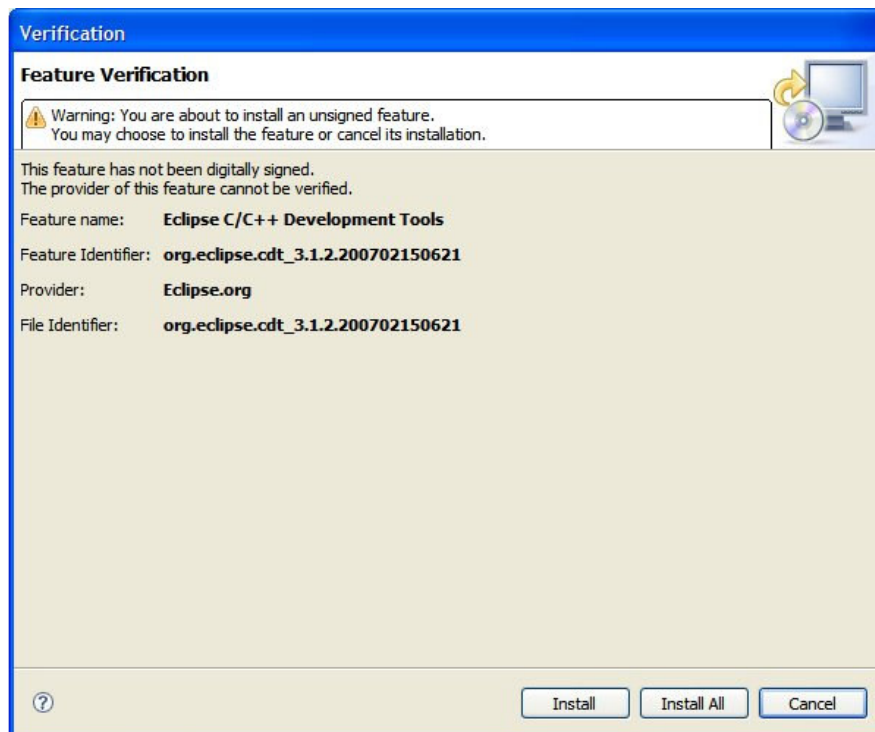 Verification
Feature Verification
Warning: You are about to install an unsigned feature.
You may choose to install the feature or cancel its installation.
This feature has not been digitally signed.
The provider of this feature cannot be verified.
Feature name: Eclipse C/C++ Development Tools
Feature Identifier: org.eclipse.cdt_3.1.2.200702150621
Provider: Eclipse.org
File Identifier: org.eclipse.cdt_3.1.2.200702150621
? Install Install All Cancel